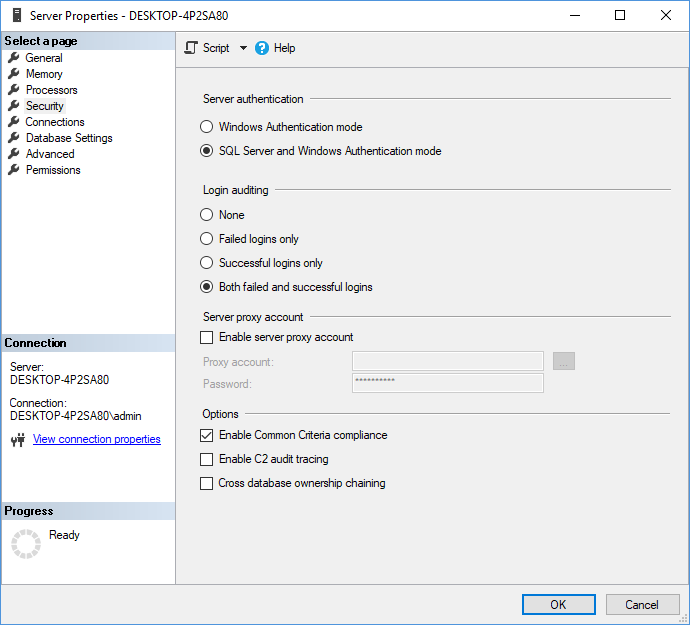 Server Properties - DESKTOP-4P2SA80
Select a page
General
Memory
Processors
Security
Connections
Database Settings
Advanced
Permissions
Connection
Server:
DESKTOP-4P2SA80
Connection:
DESKTOP-4P2SA80\admin
View connection properties
Progress
Ready
Script
Help
Server authentication
Windows Authentication mode
SQL Server and Windows Authentication mode
Login auditing
None
Failed logins only
Successful logins only
Both failed and successful logins
Server proxy account
Enable server proxy account
Proxy account:
...
Password:
**********
Options
Enable Common Criteria compliance
Enable C2 audit tracing
Cross database ownership chaining
OK
Cancel